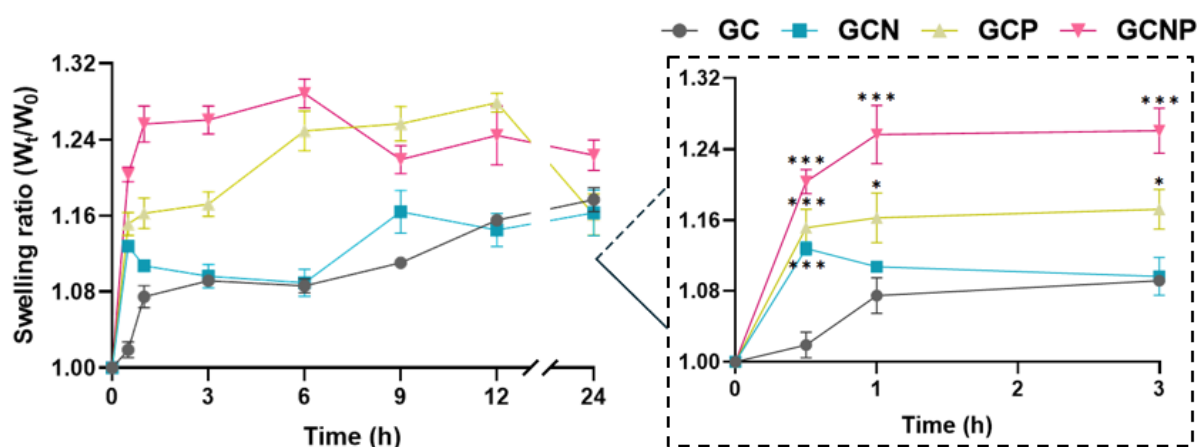 GC GCN GCP GCNP
Swelling ratio (Wt/W0)
1.32
1.24
1.16
1.08
1.00
0 3 6 9 12 24
Time (h)
1.32
1.24
1.16
1.08
1.00
***
***
***
***
*
***
*
0 1 2 3
Time (h)